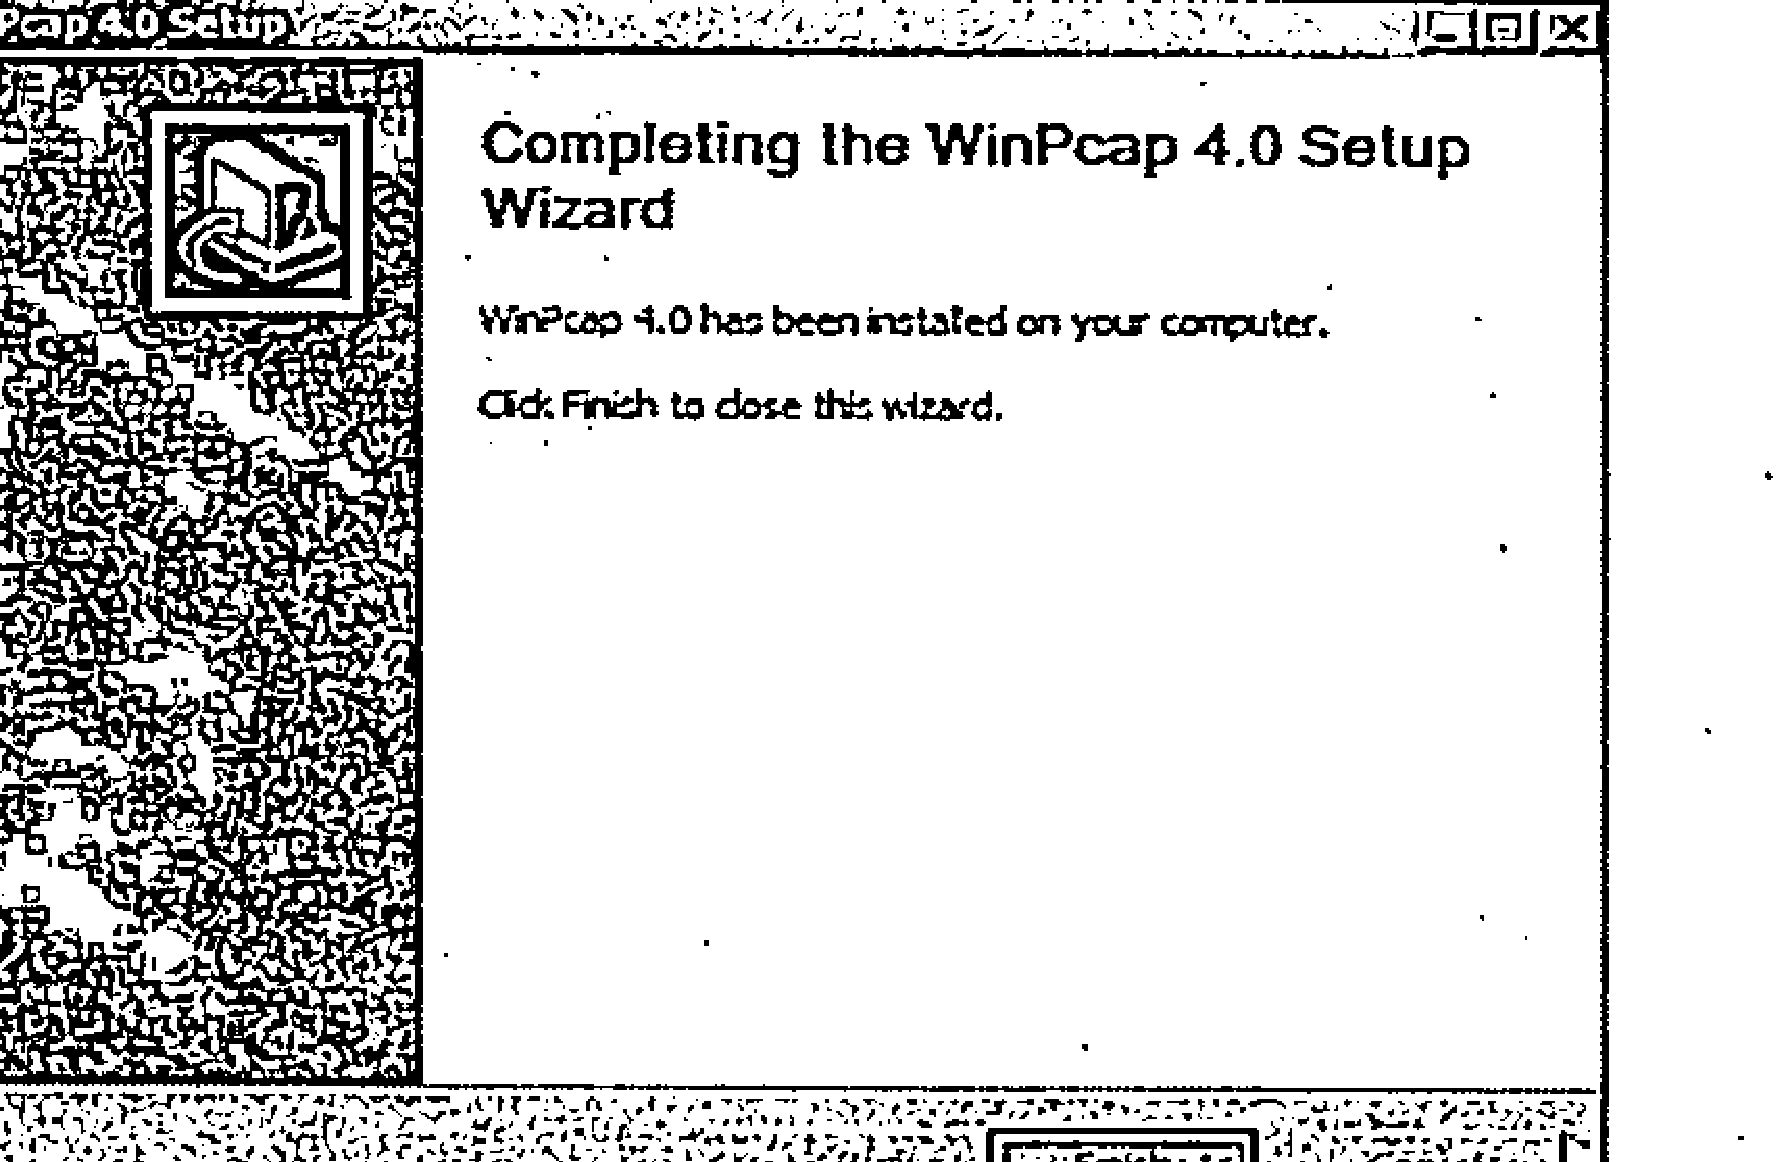 Pcap 4.0 Setup
Completing the WinPcap 4.0 Setup
Wizard
WinPcap 4.0 has been installed on your computer.
Click Finish to close this wizard.